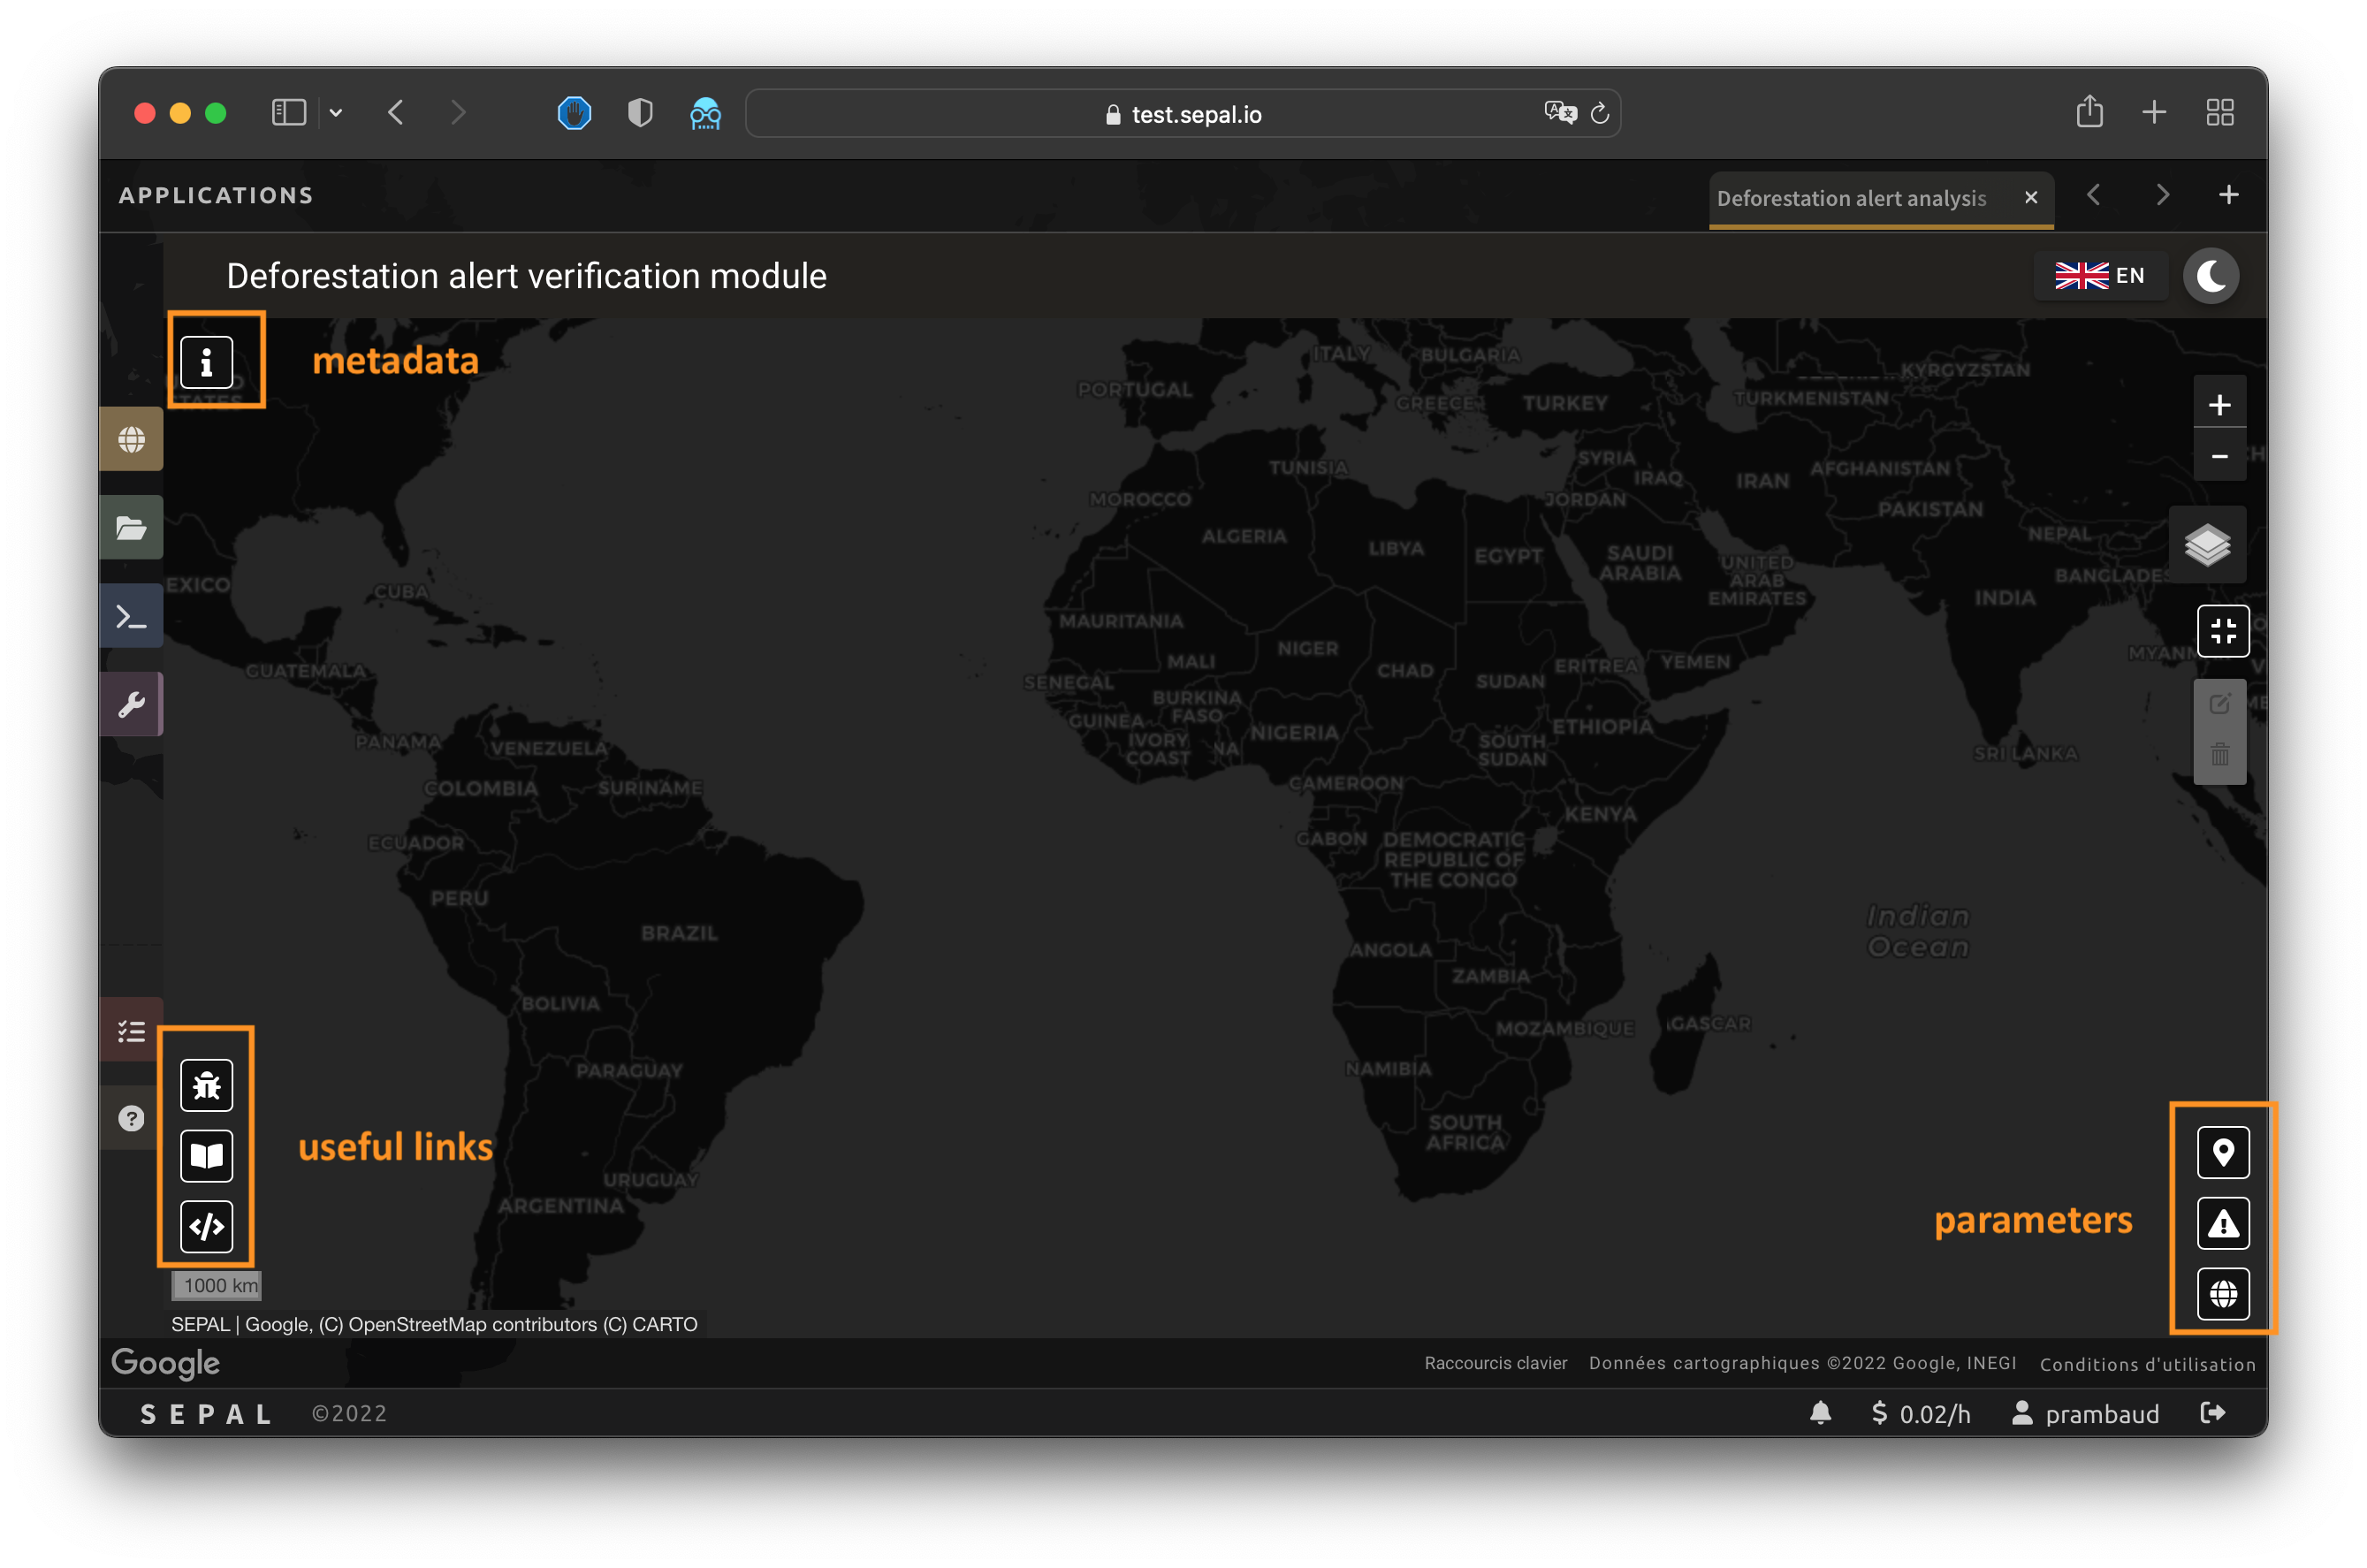 test.sepal.io
APPLICATIONS
Deforestation alert analysis
Deforestation alert verification module
EN
metadata
STATES
ITALY
BULGARIA
KYRGYZSTAN
PORTUGAL
GREECE
TURKEY
TURKMENISTAN
TUNISIA
SYRIA
IRAQ
IRAN
AFGHANISTAN
MOROCCO
JORDAN
PAKISTAN
ALGERIA
LIBYA
EGYPT
SAUDI
ARABIA
NEPAL
UNITED
ARAB
EMIRATES
BANGLADES
EXICO
CUBA
INDIA
MAURITANIA
GUATEMALA
MALI
NIGER
CHAD
SUDAN
ERITREA
YEMEN
MYANM
SENEGAL
BURKINA
FASO
GUINEA
IVORY
COAST
NA
NIGERIA
SOUTH
SUDAN
ETHIOPIA
SRI LANKA
PANAMA
VENEZUELA
COLOMBIA
SURINAME
CAMEROON
KENYA
ECUADOR
GABON
DEMOCRATIC
REPUBLIC OF
THE CONGO
PERU
BRAZIL
Indian
Ocean
ANGOLA
ZAMBIA
BOLIVIA
MOZAMBIQUE
GASCAR
PARAGUAY
NAMIBIA
SOUTH
AFRICA
useful links
URUGUAY
ARGENTINA
parameters
1000 km
SEPAL | Google, (C) OpenStreetMap contributors (C) CARTO
Google
Raccourcis clavier
Données cartographiques ©2022 Google, INEGI
Conditions d'utilisation
SEPAL
©2022
$ 0.02/h
prambaud